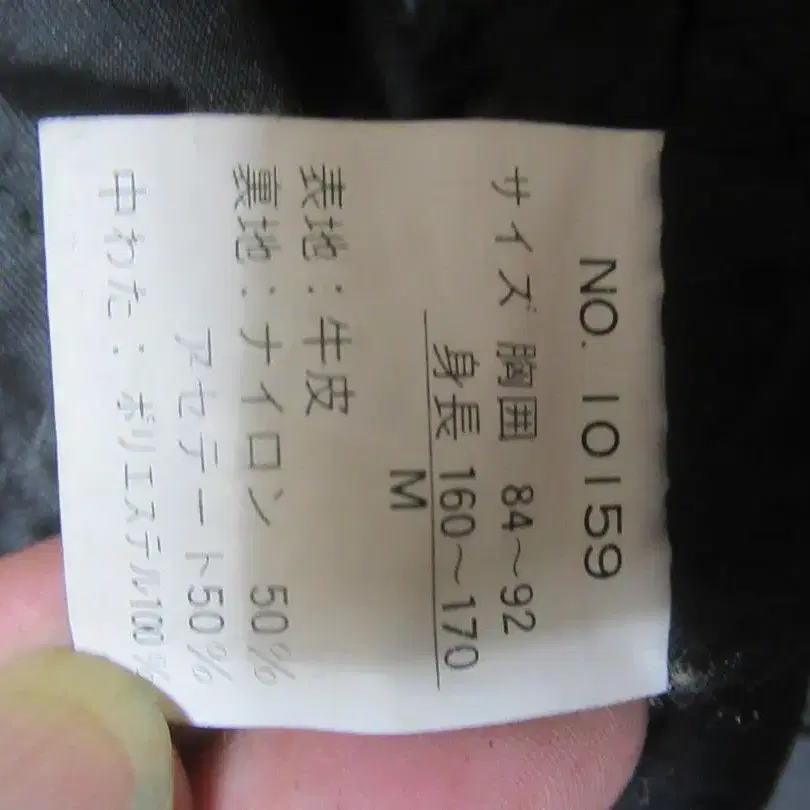 NO. 10159
サイズ 胸囲 84～92
身長 160～170
M
表地：牛皮
裏地：ナイロン 50%
アセテート50%
中わた：ポリエステル100%